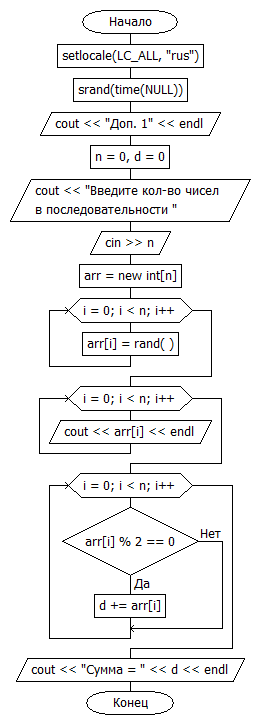 Начало
setlocale(LC_ALL, "rus")
srand(time(NULL))
cout << "Доп. 1" << endl
n = 0, d = 0
cout << "Введите кол-во чисел
в последовательности "
cin >> n
arr = new int[n]
i = 0; i < n; i++
arr[i] = rand( )
i = 0; i < n; i++
cout << arr[i] << endl
i = 0; i < n; i++
arr[i] % 2 == 0
Нет
Да
d += arr[i]
cout << "Сумма = " << d << endl
Конец